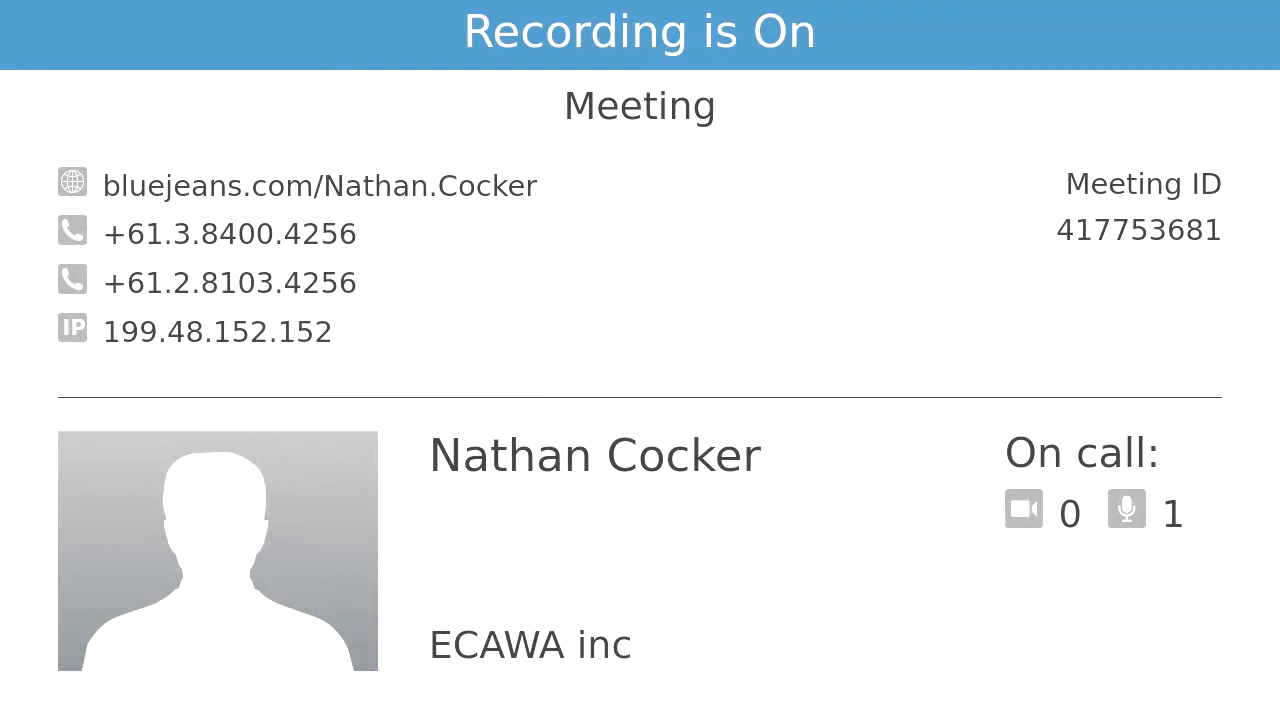 Recording is On
Meeting
bluejeans.com/Nathan.Cocker
+61.3.8400.4256
+61.2.8103.4256
IP 199.48.152.152
Meeting ID
417753681
Nathan Cocker
On call:
0 1
ECAWA inc